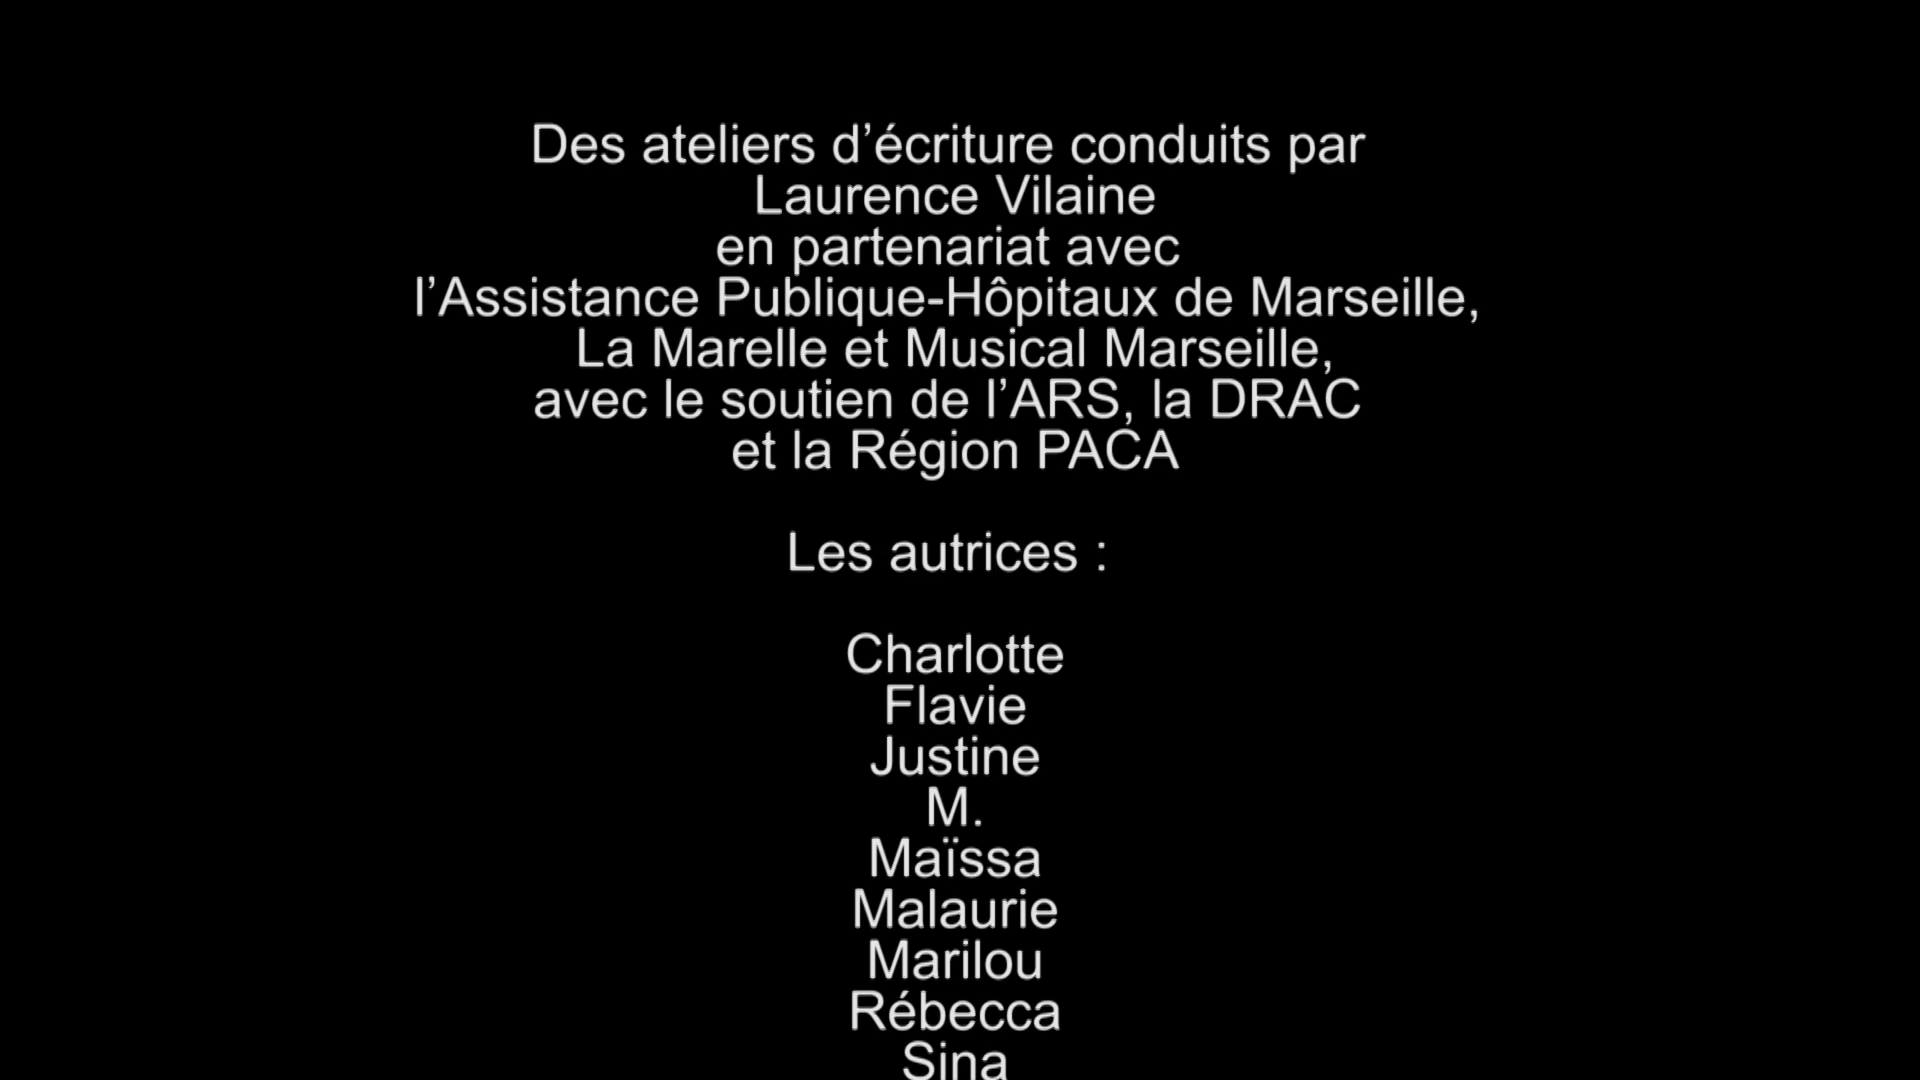 Des ateliers d’écriture conduits par
Laurence Vilaine
en partenariat avec
l’Assistance Publique-Hôpitaux de Marseille,
La Marelle et Musical Marseille,
avec le soutien de l’ARS, la DRAC
et la Région PACA
Les autrices :
Charlotte
Flavie
Justine
M.
Maïssa
Malaurie
Marilou
Rébecca
Sina